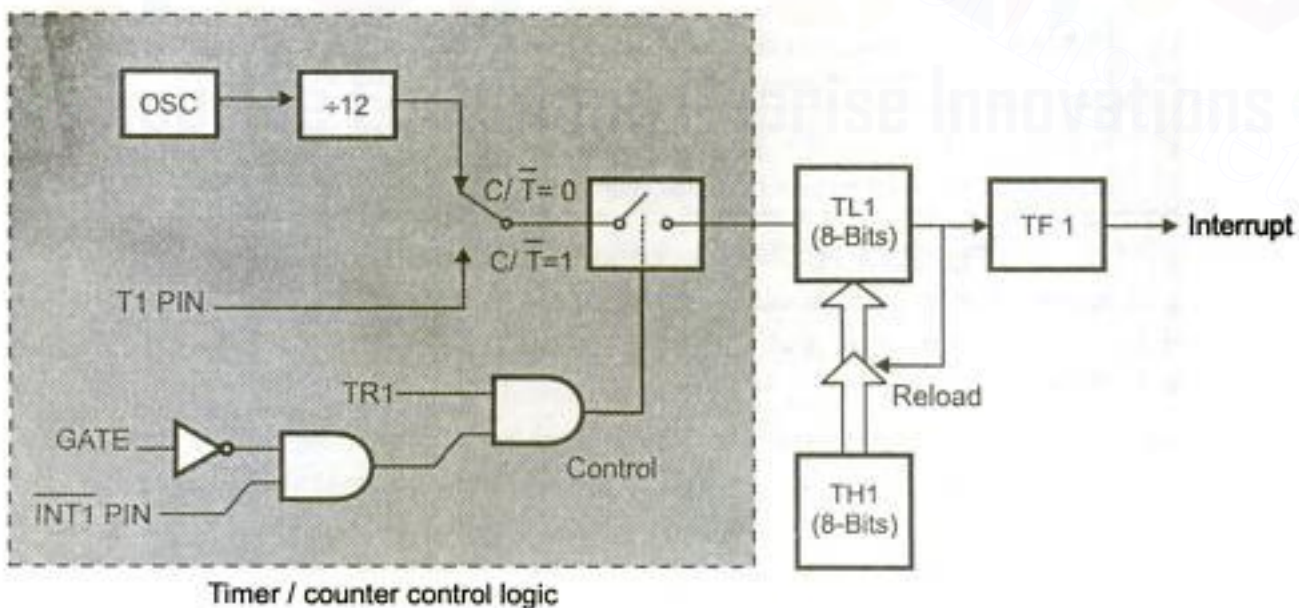 OSC
÷12
C/ T̅= 0
C/ T̅=1
T1 PIN
TR1
GATE
I̅N̅T̅1̅ PIN
Control
TL1
(8-Bits)
TF 1
Interrupt
Reload
TH1
(8-Bits)
Timer / counter control logic